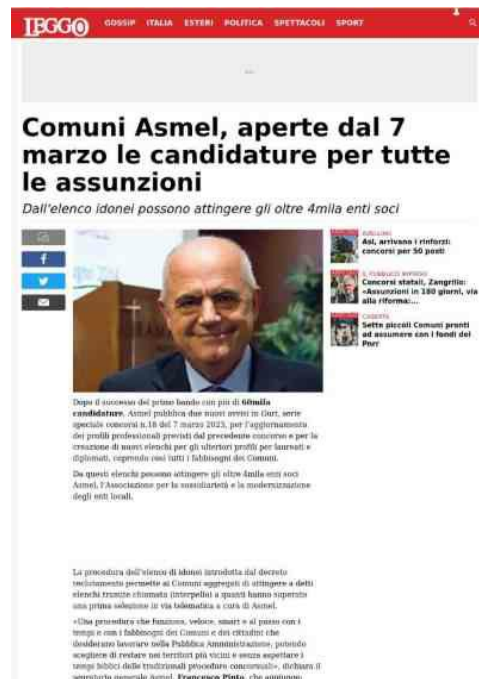 LEGGO
GOSSIP ITALIA ESTERI POLITICA SPETTACOLI SPORT
Comuni Asmel, aperte dal 7
marzo le candidature per tutte
le assunzioni
Dall'elenco idonei possono attingere gli oltre 4mila enti soci
Asl, arrivano i rinforzi:
concorsi per 50 posti
IL PUBBLICO IMPIEGO
Concorsi statali, Zangrillo:
«Assunzioni in 180 giorni, via
alla riforma:...
CASERTA
Sette piccoli Comuni pronti
ad assumere con i fondi del
Pnrr
Dopo il successo del primo bando con più di 60mila
candidature, Asmel pubblica due nuovi avvisi in Guri, serie
speciale concorsi n.18 del 7 marzo 2023, per l'aggiornamento
dei profili professionali previsti dal precedente concorso e per la
creazione di nuovi elenchi per gli ulteriori profili per laureati e
diplomati, coprendo così tutti i fabbisogni dei Comuni.
Da questi elenchi possono attingere gli oltre 4mila enti soci
Asmel, l'Associazione per la sussidiarietà e la modernizzazione
degli enti locali.
La procedura dell'elenco di idonei introdotta dal decreto
reclutamento permette ai Comuni aggregati di attingere a detti
elenchi tramite chiamata (interpello) a quanti hanno superato
una prima selezione in via telematica a cura di Asmel.
«Una procedura che funziona, veloce, smart e al passo con i
tempi e con i fabbisogni dei Comuni e dei cittadini che
desiderano lavorare nella Pubblica Amministrazione, potendo
scegliere di restare nei territori più vicini e senza aspettare i
tempi biblici delle tradizionali procedure concorsuali», dichiara il
segretario generale Asmel, Francesco Pinto, che aggiunge: